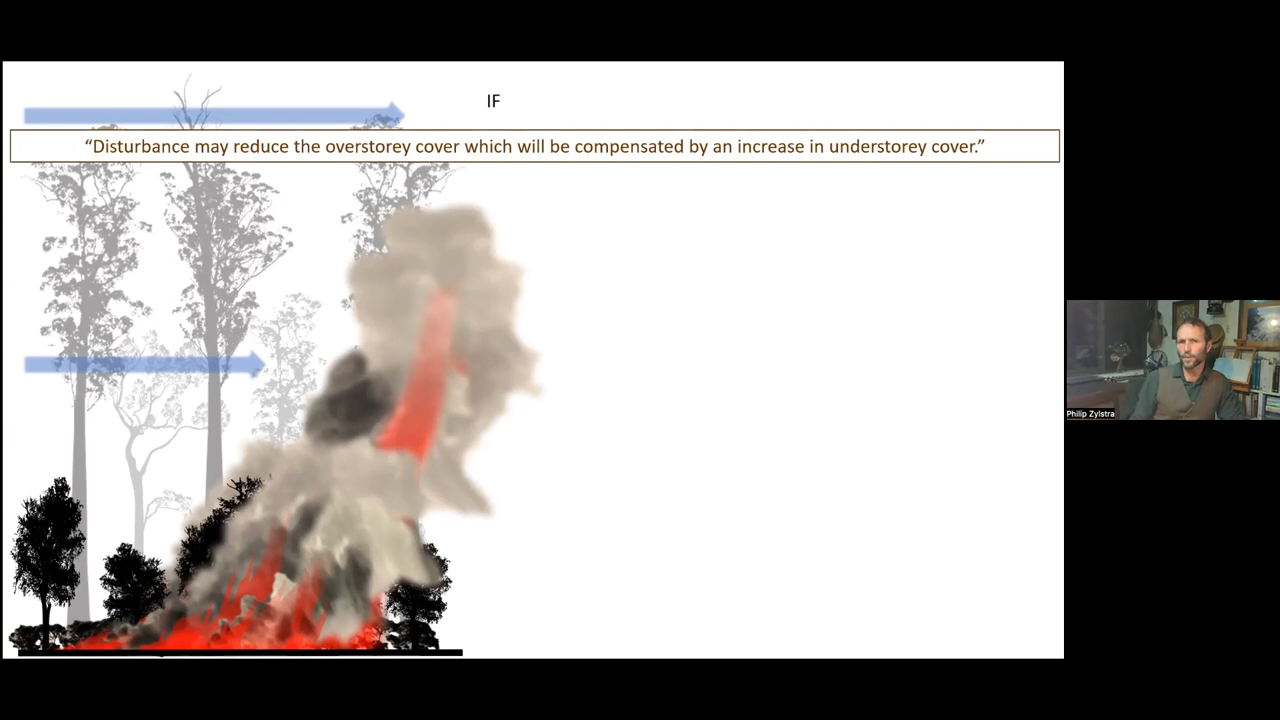 IF
“Disturbance may reduce the overstorey cover which will be compensated by an increase in understorey cover.”
Philip Zylstra